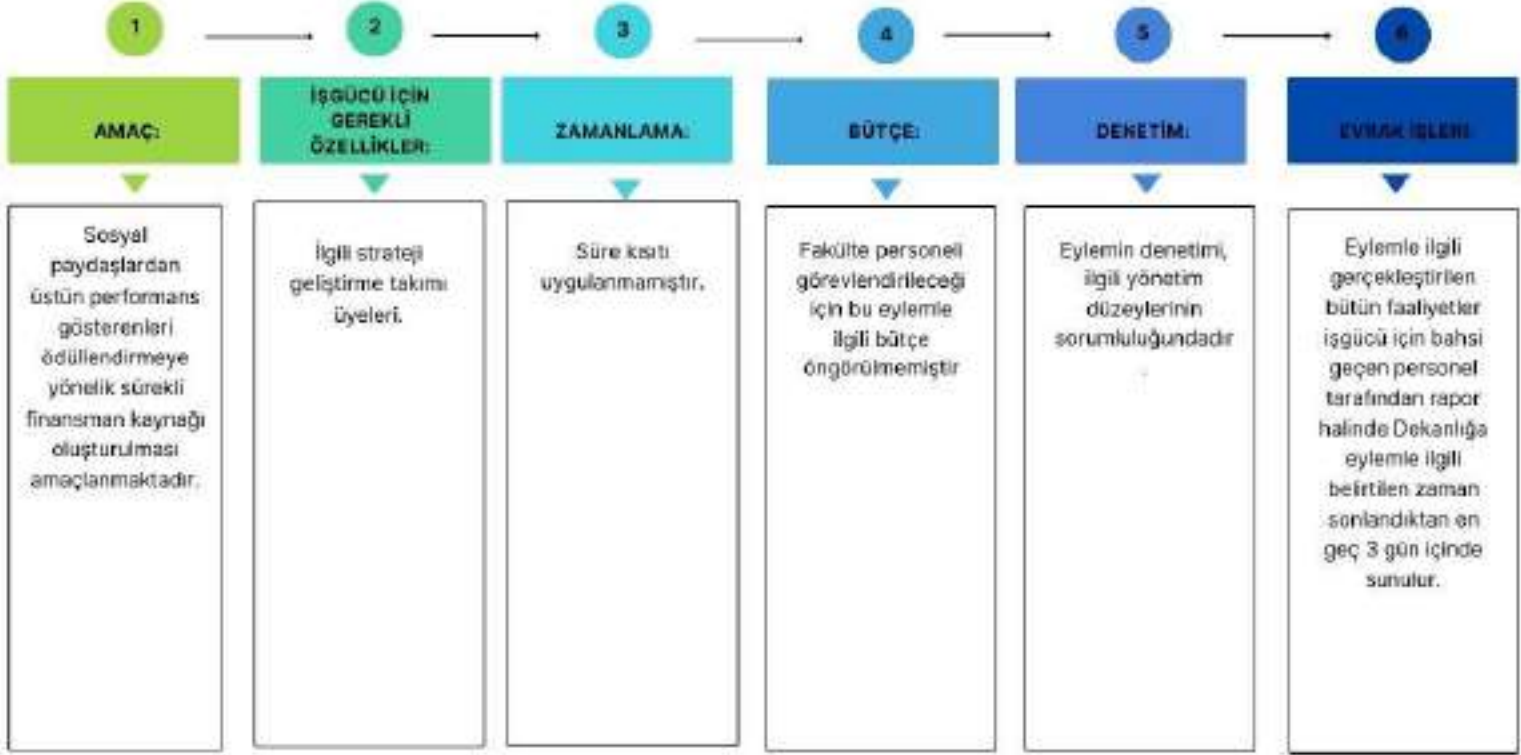 1
2
3
4
5
6
AMAÇ:
İŞGÜCÜ İÇİN
GEREKLİ
ÖZELLİKLER:
ZAMANLAMA:
BÜTÇE:
DENETİM:
EVRAK İŞLERİ:
Sosyal
paydaşlardan
üstün performans
gösterenleri
ödüllendirmeye
yönelik sürekli
finansman kaynağı
oluşturulması
amaçlanmaktadır.
İlgili strateji
geliştirme takımı
üyeleri.
Süre kısıtı
uygulanmamıştır.
Fakülte personeli
görevlendirileceği
için bu eylemle
ilgili bütçe
öngörülmemiştir
Eylemin denetimi,
ilgili yönetim
düzeylerinin
sorumluluğundadır
.
Eylemle ilgili
gerçekleştirilen
bütün faaliyetler
işgücü için bahsi
geçen personel
tarafından rapor
halinde Dekanlığa
eylemle ilgili
belirtilen zaman
sonlandıktan en
geç 3 gün içinde
sunulur.